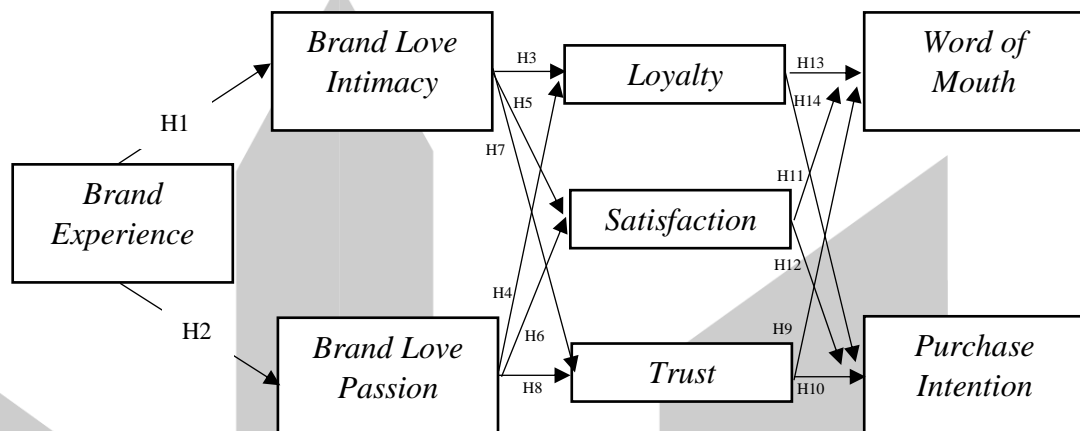 Brand Love
Intimacy
Loyalty
Word of
Mouth
H3
H13
H5
H14
H7
H1
Brand
Experience
Satisfaction
H11
H12
H2
H4
H6
H9
Brand Love
Passion
H8
Trust
H10
Purchase
Intention